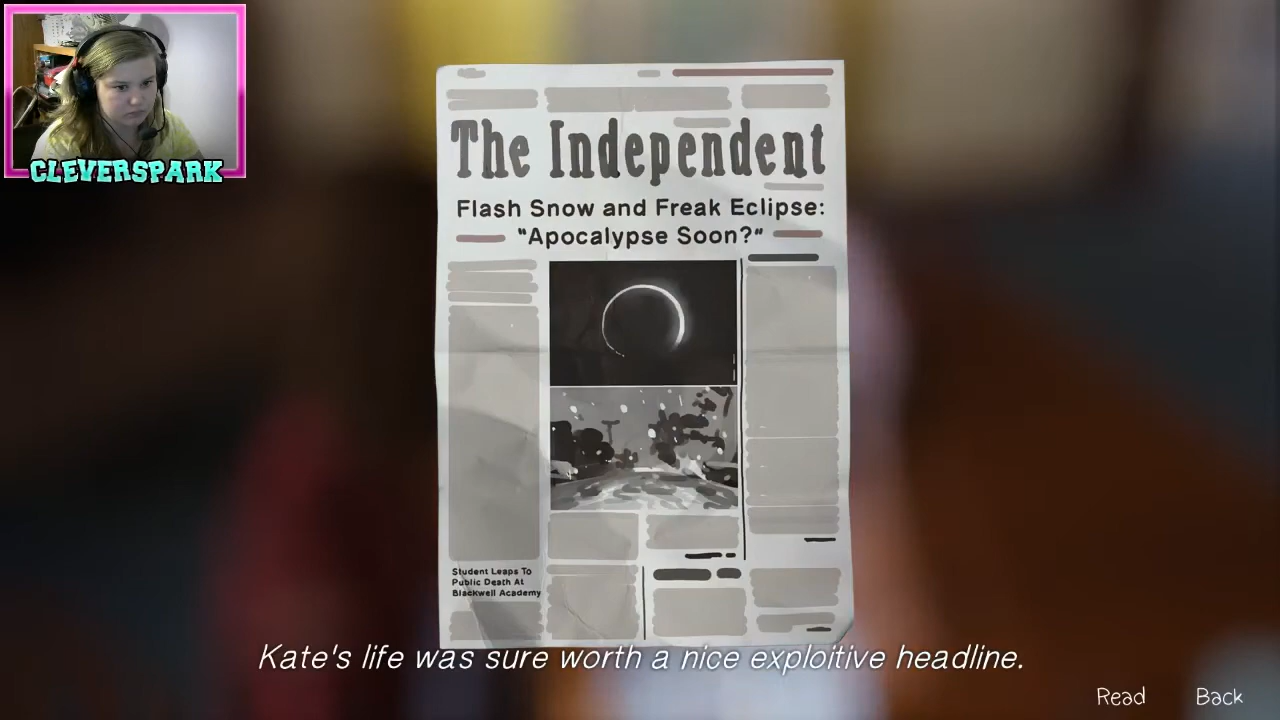 CLEVERSPARK
The Independent
Flash Snow and Freak Eclipse:
"Apocalypse Soon?"
Student Leaps To
Public Death At
Blackwell Academy
Kate's life was sure worth a nice exploitive headline.
Read Back